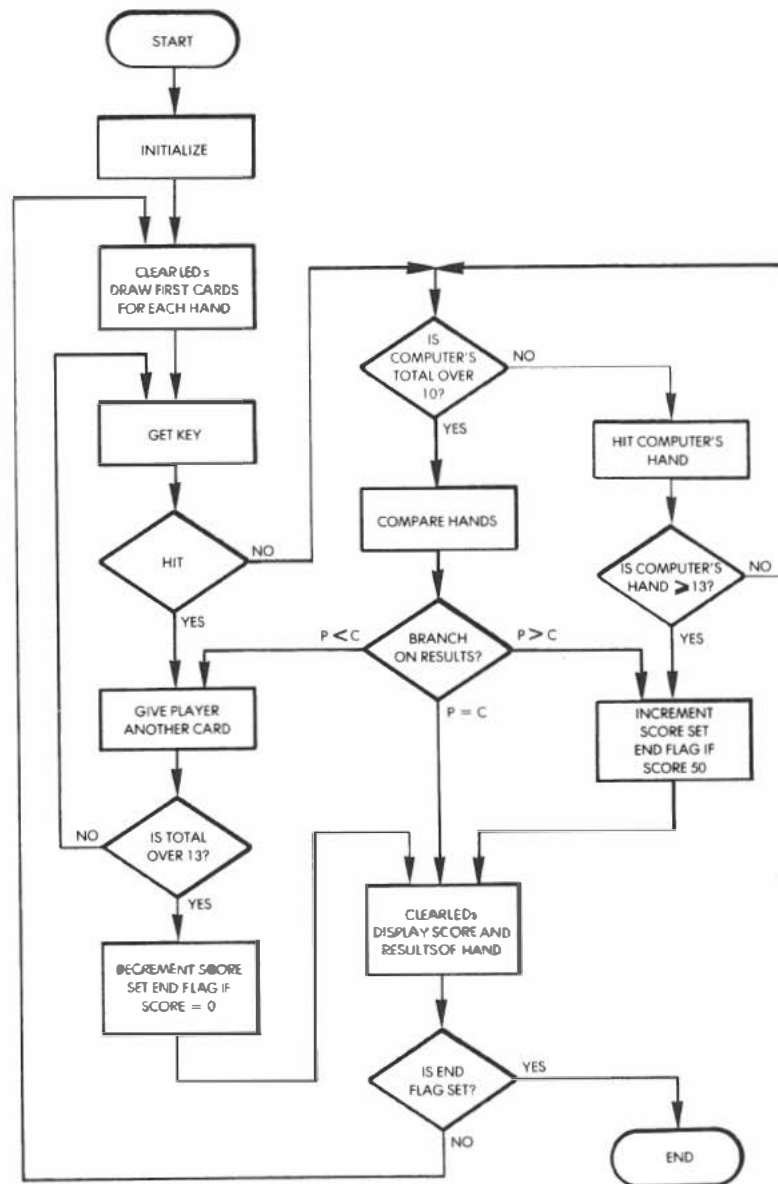 START
INITIALIZE
CLEAR LEDs
DRAW FIRST CARDS
FOR EACH HAND
GET KEY
HIT
NO
YES
GIVE PLAYER
ANOTHER CARD
IS TOTAL
OVER 13?
NO
YES
DECREMENT SCORE
SET END FLAG IF
SCORE = 0
IS
COMPUTER'S
TOTAL OVER
10?
NO
YES
HIT COMPUTER'S
HAND
COMPARE HANDS
IS COMPUTER'S
HAND ⩾ 13?
NO
YES
BRANCH
ON RESULTS?
P < C
P > C
P = C
INCREMENT
SCORE SET
END FLAG IF
SCORE 50
CLEAR LEDs
DISPLAY SCORE AND
RESULTS OF HAND
IS END
FLAG SET?
YES
NO
END